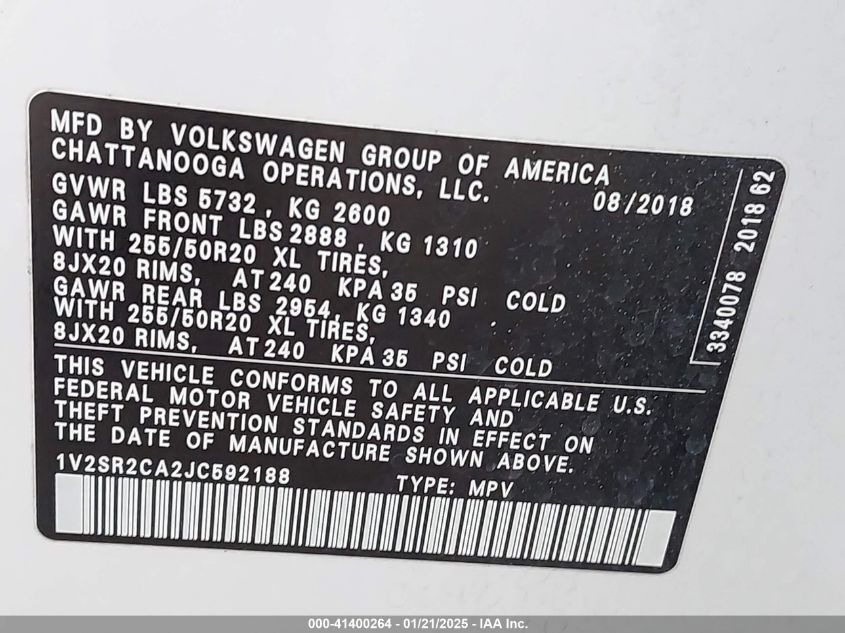 MFD BY VOLKSWAGEN GROUP OF AMERICA
CHATTANOOGA OPERATIONS, LLC.
08/2018
GVWR LBS 5732, KG 2600
GAWR FRONT LBS 2888, KG 1310
WITH 255/50R20 XL TIRES,
8JX20 RIMS, AT 240 KPA 35 PSI COLD
GAWR REAR LBS 2954, KG 1340
WITH 255/50R20 XL TIRES,
8JX20 RIMS, AT 240 KPA 35 PSI COLD
3340078 2018 62
THIS VEHICLE CONFORMS TO ALL APPLICABLE U.S.
FEDERAL MOTOR VEHICLE SAFETY AND
THEFT PREVENTION STANDARDS IN EFFECT ON
THE DATE OF MANUFACTURE SHOWN ABOVE.
1V2SR2CA2JC592188 TYPE: MPV
000-41400264 - 01/21/2025 - IAA Inc.